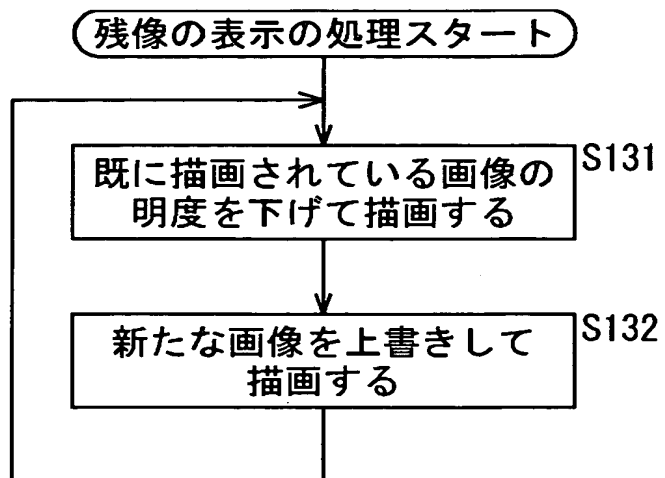 残像の表示の処理スタート
S131
既に描画されている画像の
明度を下げて描画する
S132
新たな画像を上書きして
描画する